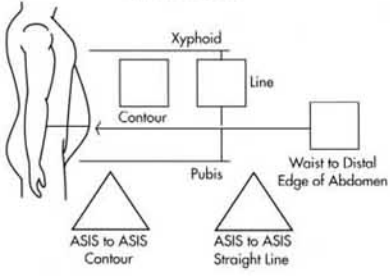 Xyphoid
Line
Contour
Waist to Distal
Edge of Abdomen
Pubis
ASIS to ASIS
Contour
ASIS to ASIS
Straight Line